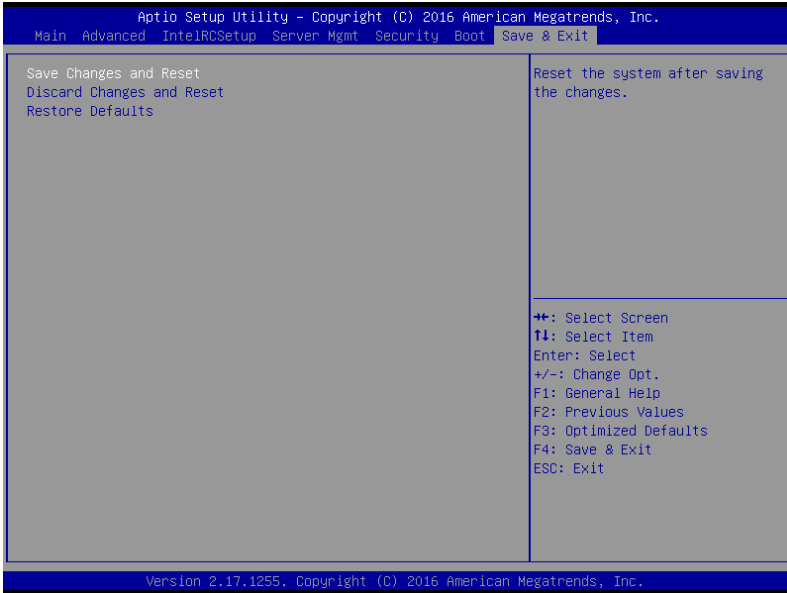 Aptio Setup Utility – Copyright (C) 2016 American Megatrends, Inc.
Main Advanced IntelRCSetup Server Mgmt Security Boot Save & Exit
Save Changes and Reset
Discard Changes and Reset
Restore Defaults
Reset the system after saving
the changes.
→←: Select Screen
↑↓: Select Item
Enter: Select
+/-: Change Opt.
F1: General Help
F2: Previous Values
F3: Optimized Defaults
F4: Save & Exit
ESC: Exit
Version 2.17.1255. Copyright (C) 2016 American Megatrends, Inc.